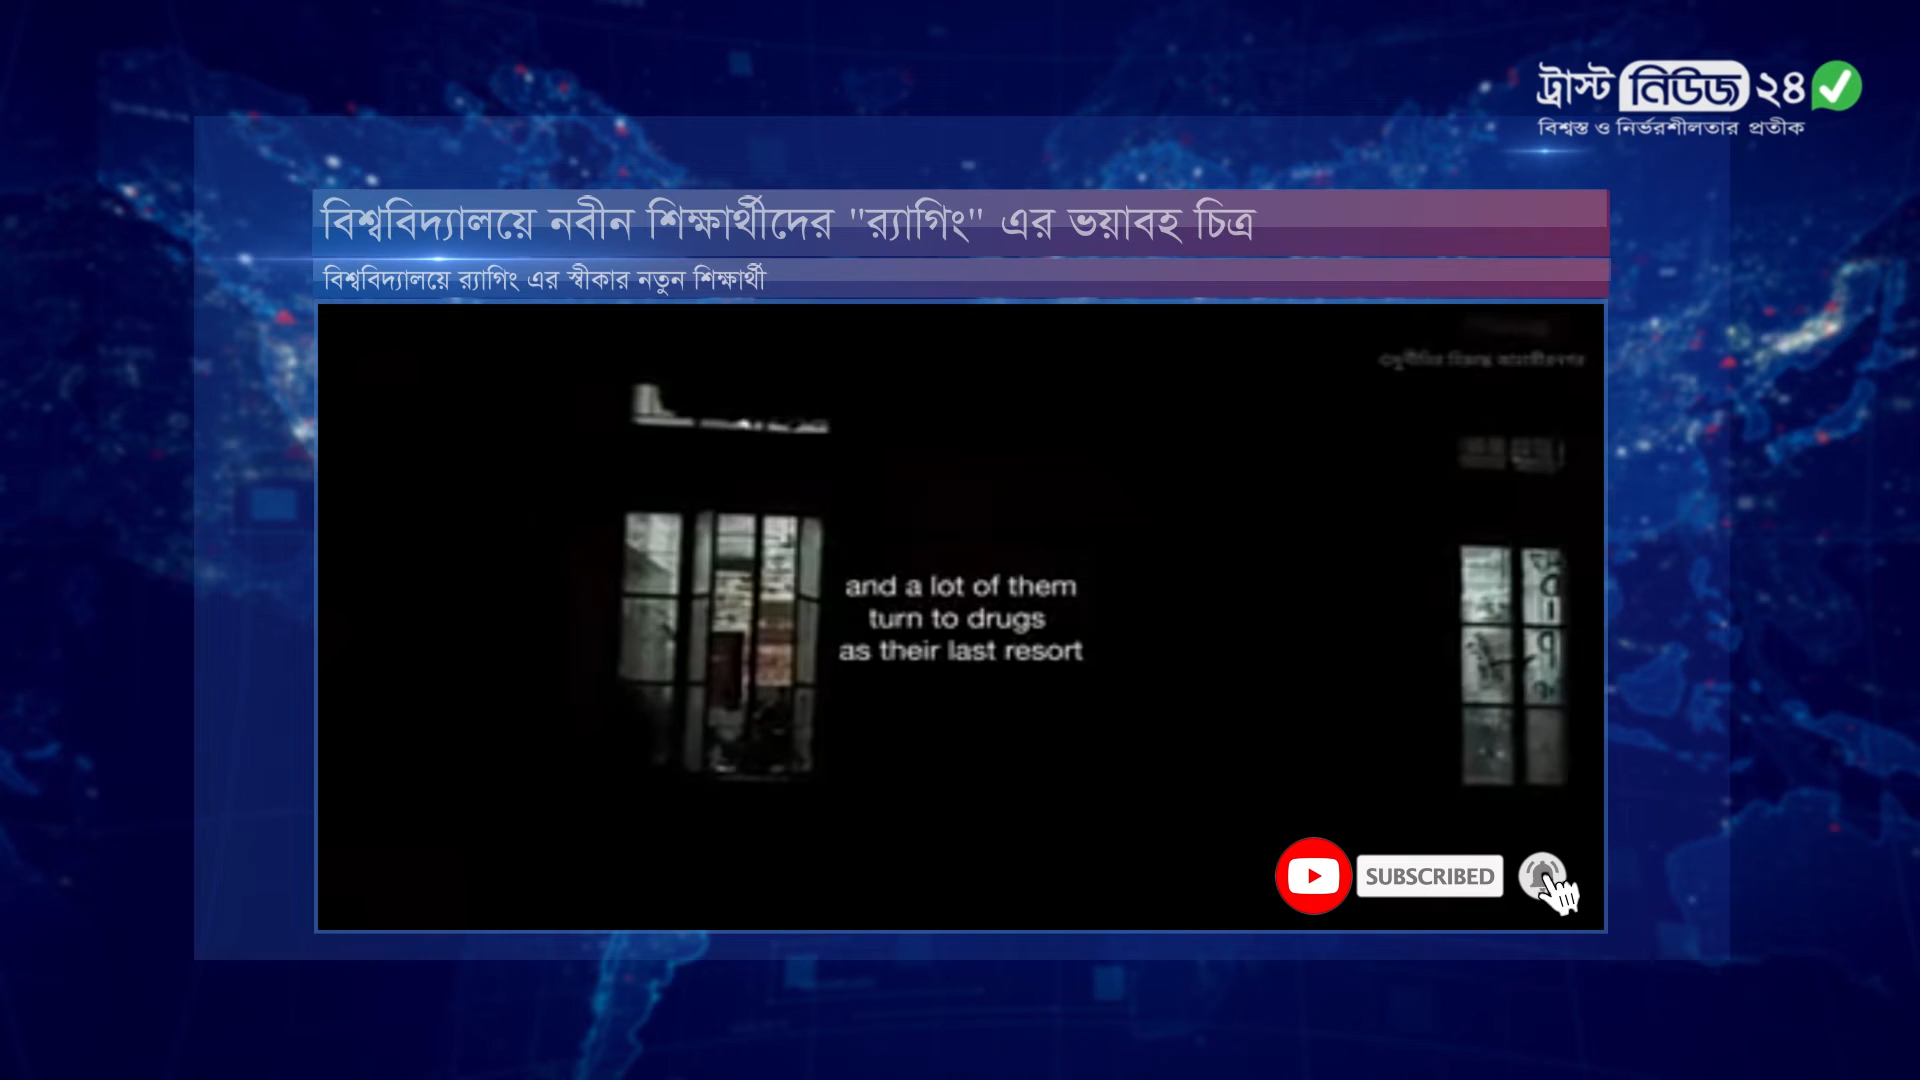 ট্রাস্ট নিউজ ২৪
বিশ্বস্ত ও নির্ভরশীলতার প্রতীক
বিশ্ববিদ্যালয়ে নবীন শিক্ষার্থীদের "র‍্যাগিং" এর ভয়াবহ চিত্র
বিশ্ববিদ্যালয়ে র‍্যাগিং এর স্বীকার নতুন শিক্ষার্থী
and a lot of them
turn to drugs
as their last resort
SUBSCRIBED